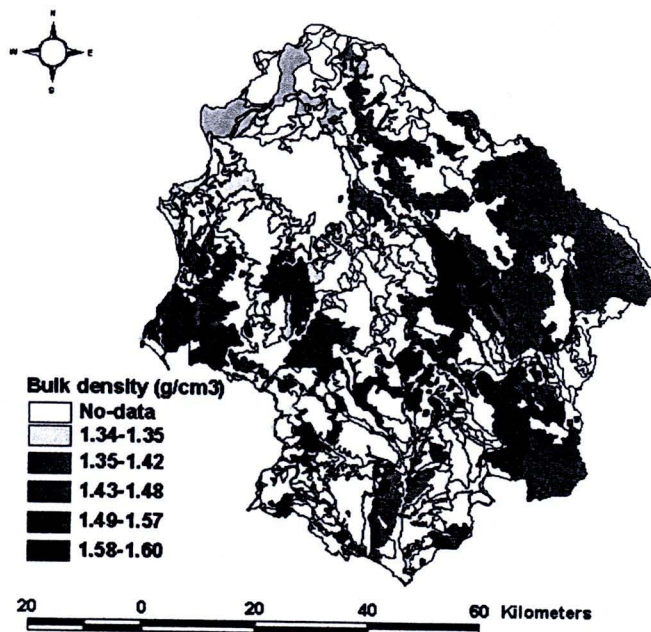 N
W E
S
Bulk density (g/cm3)
No-data
1.34-1.35
1.35-1.42
1.43-1.48
1.49-1.57
1.58-1.60
20 0 20 40 60 Kilometers